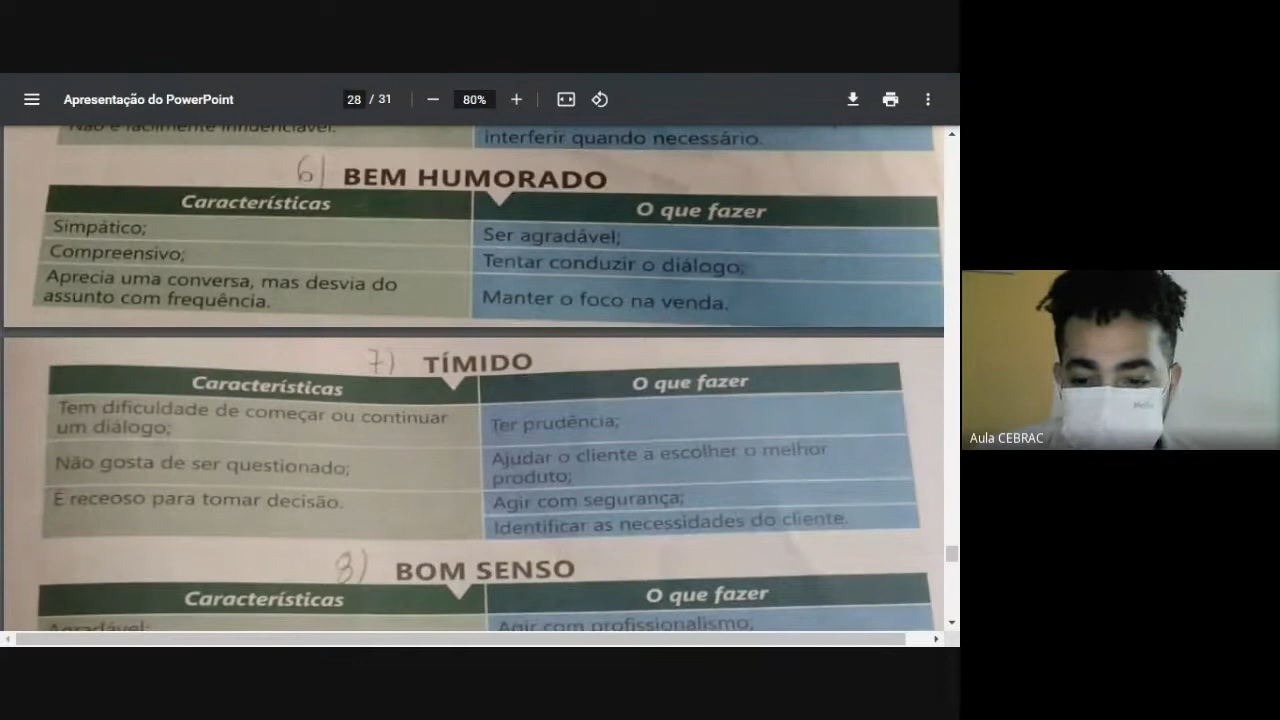 Apresentação do PowerPoint
28 / 31
80%
Não é facilmente influenciável.
interferir quando necessário.
6) BEM HUMORADO
Características
O que fazer
Simpático;
Ser agradável;
Compreensivo;
Tentar conduzir o diálogo;
Aprecia uma conversa, mas desvia do
assunto com frequência.
Manter o foco na venda.
7) TÍMIDO
Características
O que fazer
Tem dificuldade de começar ou continuar
um diálogo;
Ter prudência;
Não gosta de ser questionado;
Ajudar o cliente a escolher o melhor
produto;
É receoso para tomar decisão.
Agir com segurança;
Identificar as necessidades do cliente.
8) BOM SENSO
Características
O que fazer
Agradável;
Agir com profissionalismo;
Aula CEBRAC